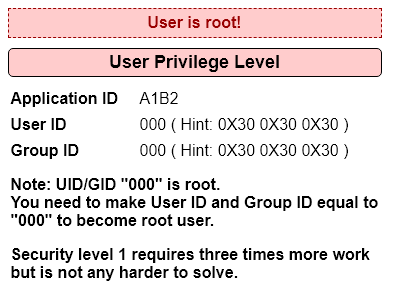 User is root!
User Privilege Level
Application ID A1B2
User ID 000 ( Hint: 0X30 0X30 0X30 )
Group ID 000 ( Hint: 0X30 0X30 0X30 )
Note: UID/GID "000" is root.
You need to make User ID and Group ID equal to
"000" to become root user.
Security level 1 requires three times more work
but is not any harder to solve.